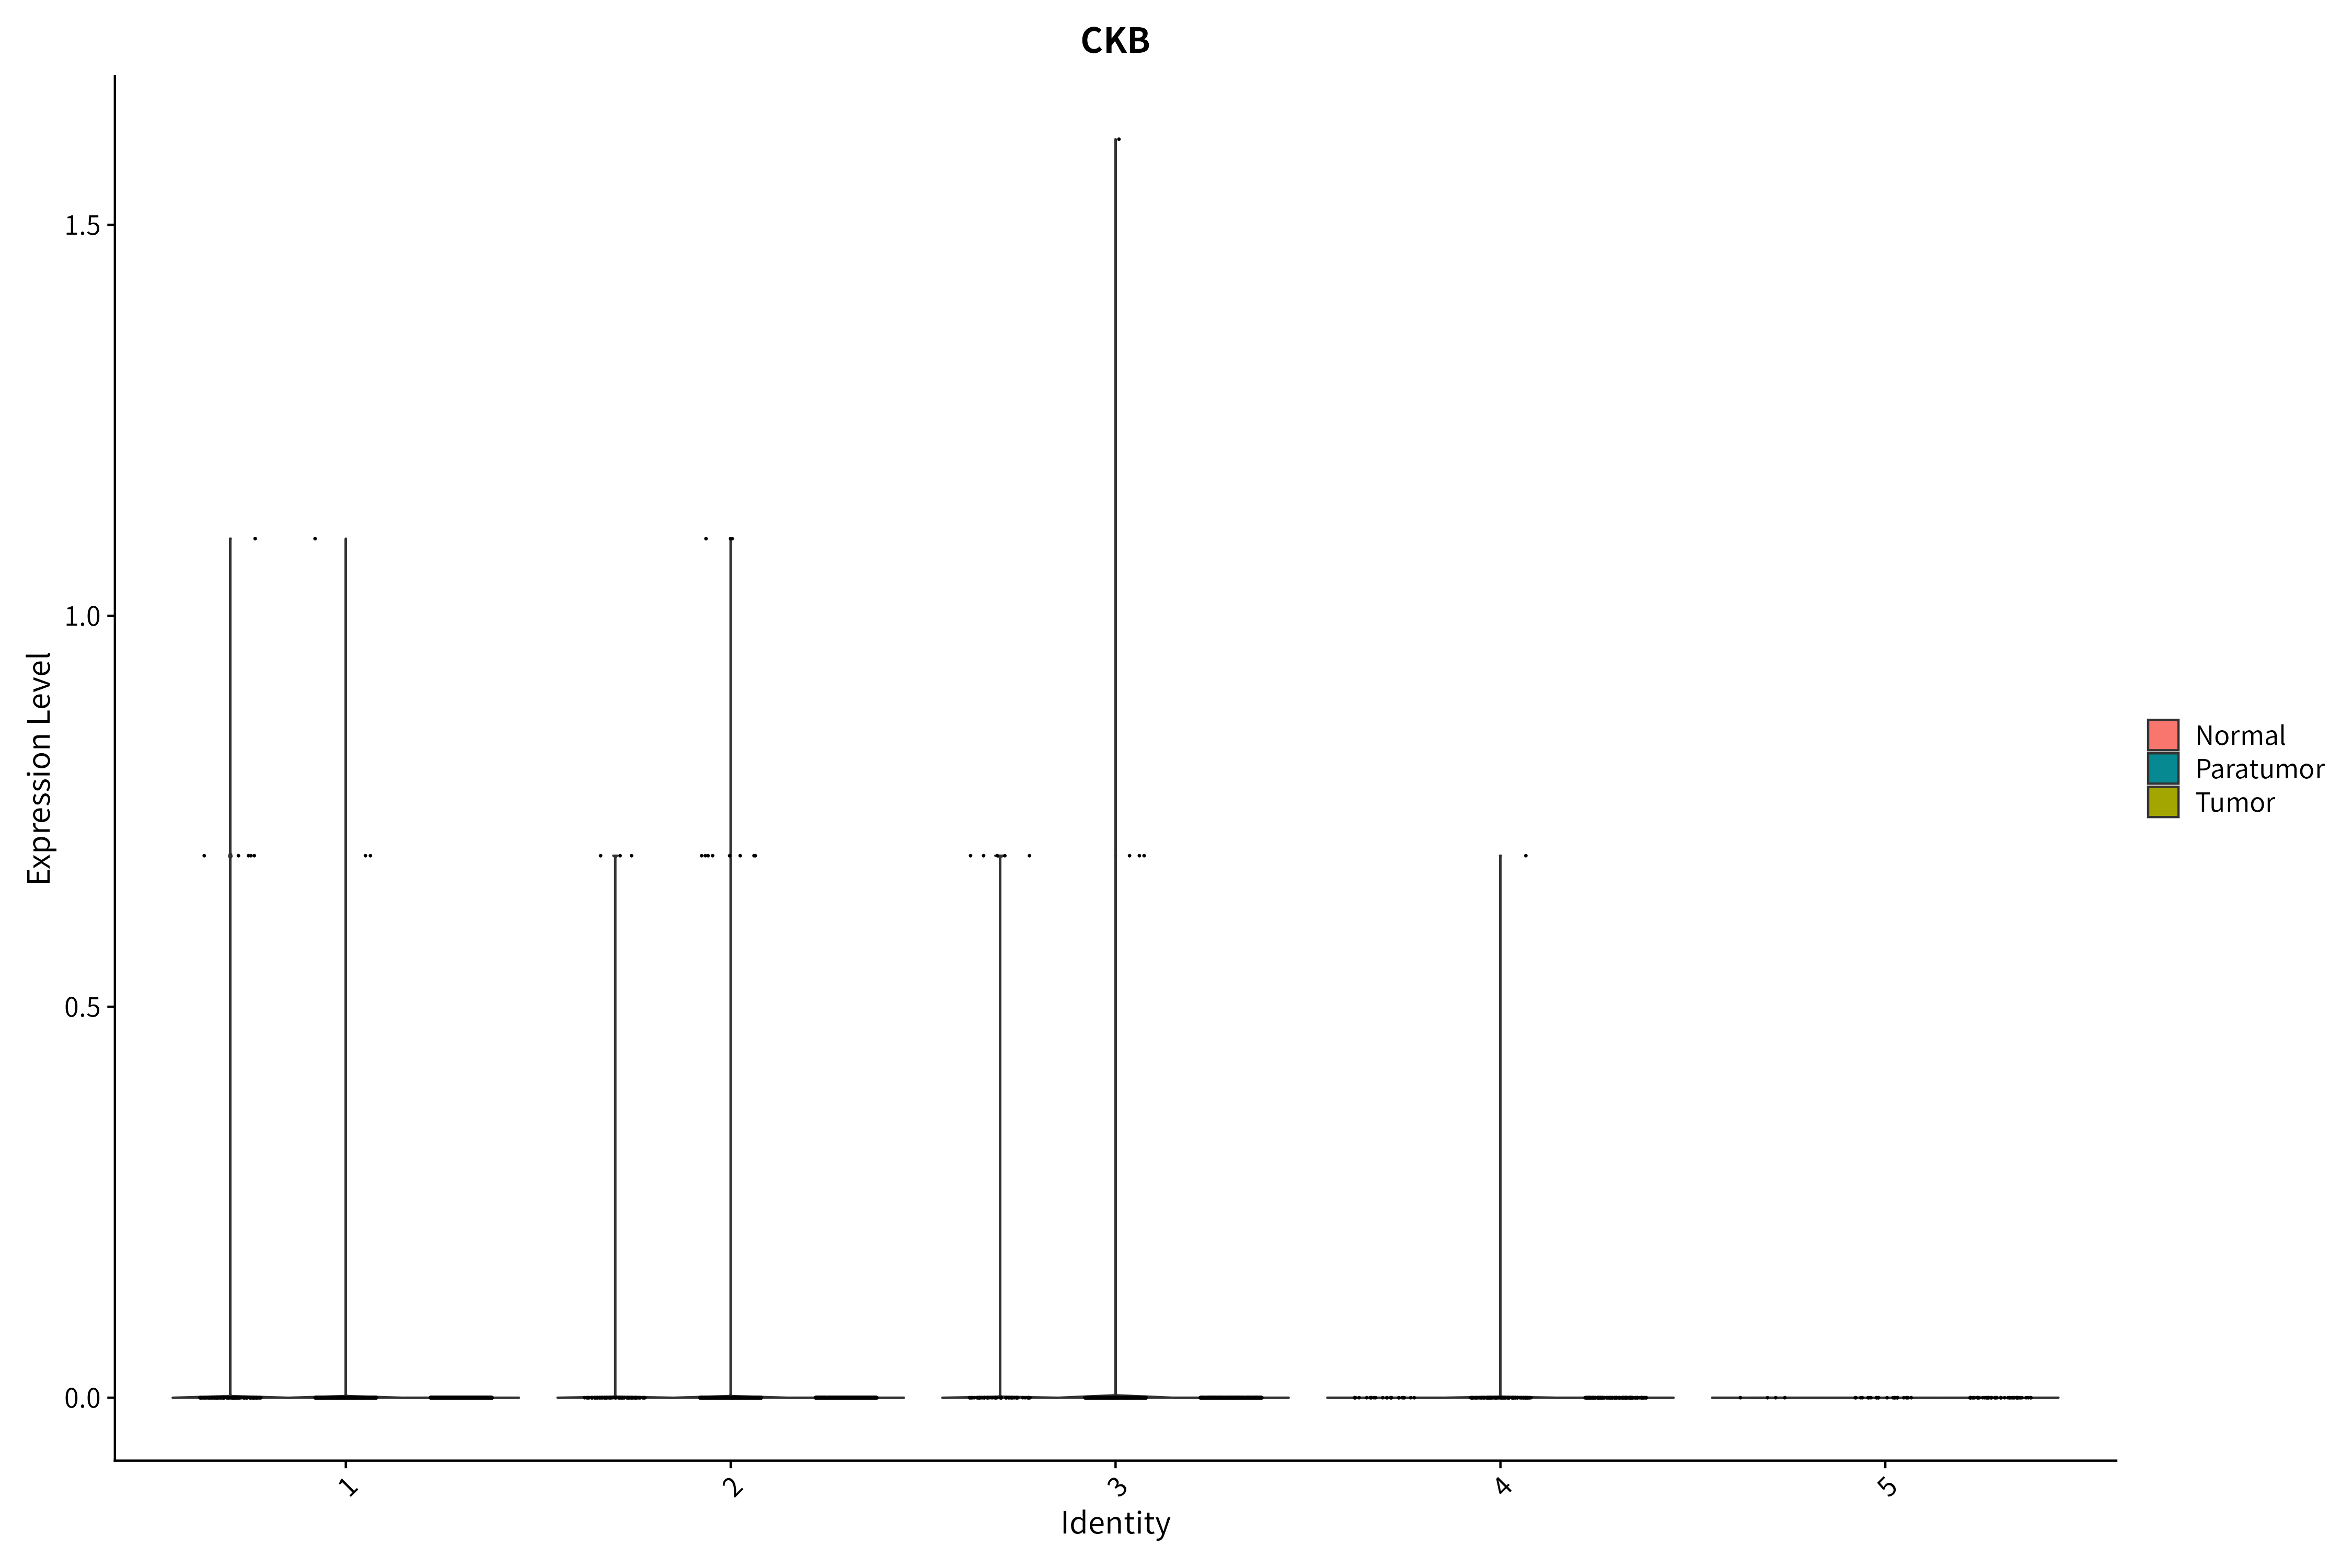 CKB
Expression Level
1.5
1.0
0.5
0.0
1
2
3
4
5
Identity
Normal
Paratumor
Tumor